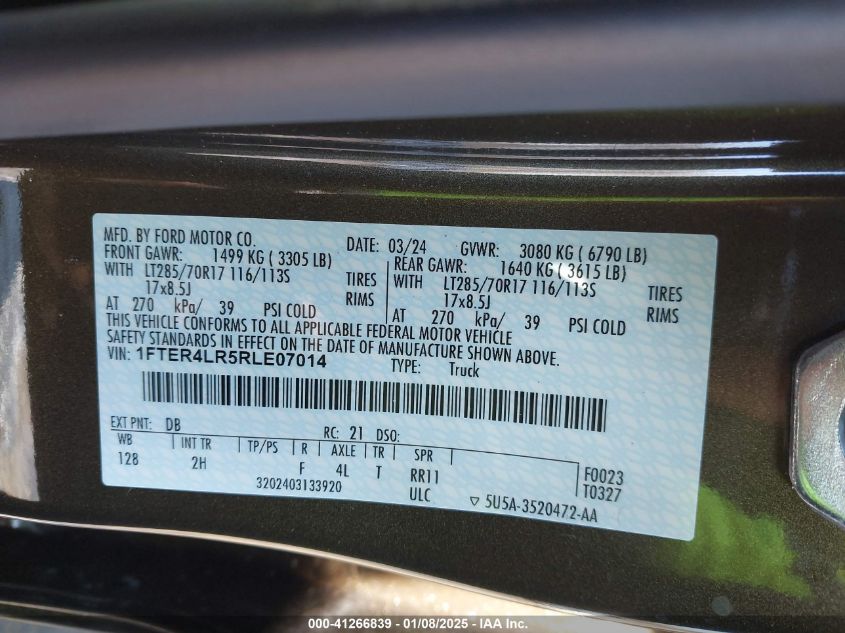 MFD. BY FORD MOTOR CO. DATE: 03/24 GVWR: 3080 KG ( 6790 LB)
FRONT GAWR: 1499 KG ( 3305 LB) REAR GAWR: 1640 KG ( 3615 LB)
WITH LT285/70R17 116/113S TIRES WITH LT285/70R17 116/113S TIRES
17x8.5J RIMS 17x8.5J RIMS
AT 270 kPa/ 39 PSI COLD AT 270 kPa/ 39 PSI COLD
THIS VEHICLE CONFORMS TO ALL APPLICABLE FEDERAL MOTOR VEHICLE
SAFETY STANDARDS IN EFFECT ON THE DATE OF MANUFACTURE SHOWN ABOVE.
VIN: 1FTER4LR5RLE07014 TYPE: Truck
EXT PNT: DB RC: 21 DSO:
WB INT TR TP/PS R AXLE TR SPR
128 2H F 4L T RR11 F0023
3202403133920 ULC T0327
5U5A-3520472-AA
000-41266839 | 01/08/2025 - IAA Inc.